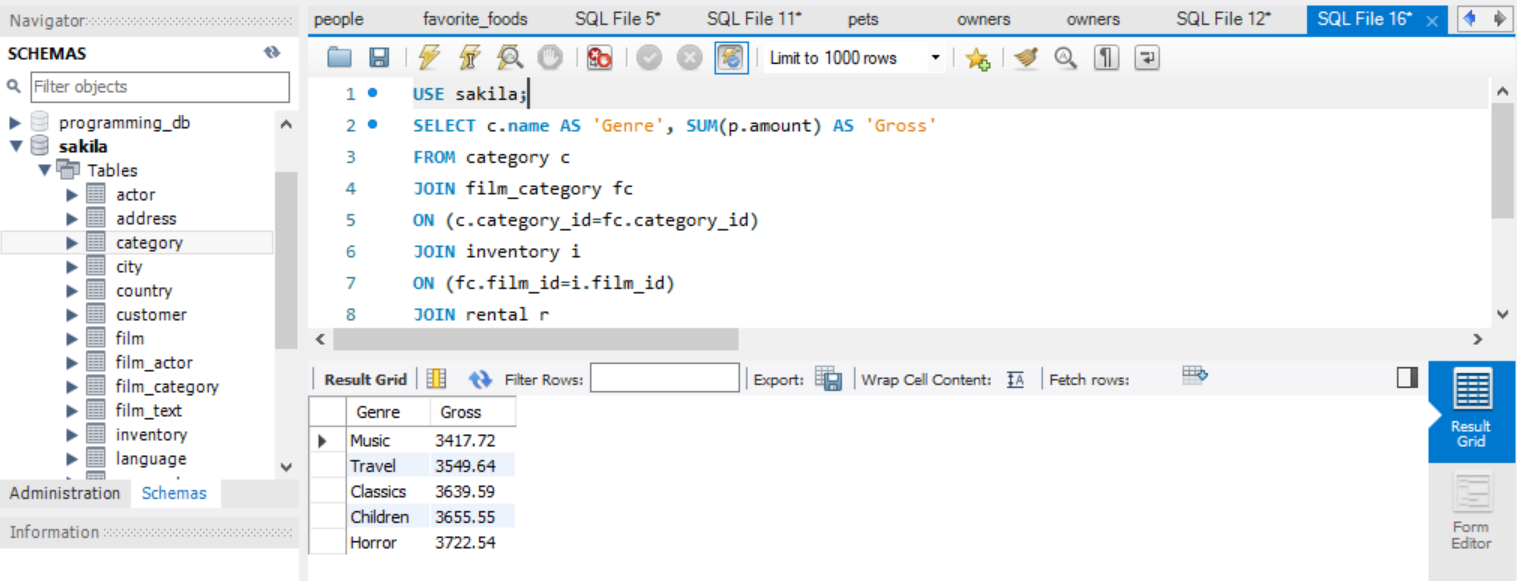 Navigator
SCHEMAS
Filter objects
programming_db
sakila
Tables
actor
address
category
city
country
customer
film
film_actor
film_category
film_text
inventory
language
Administration Schemas
Information
people favorite_foods SQL File 5* SQL File 11* pets owners owners SQL File 12* SQL File 16* ×
Limit to 1000 rows
1 USE sakila;
2 SELECT c.name AS 'Genre', SUM(p.amount) AS 'Gross'
3 FROM category c
4 JOIN film_category fc
5 ON (c.category_id=fc.category_id)
6 JOIN inventory i
7 ON (fc.film_id=i.film_id)
8 JOIN rental r
Result Grid Filter Rows: Export: Wrap Cell Content: Fetch rows:
Genre Gross
Music 3417.72
Travel 3549.64
Classics 3639.59
Children 3655.55
Horror 3722.54
Result
Grid
Form
Editor